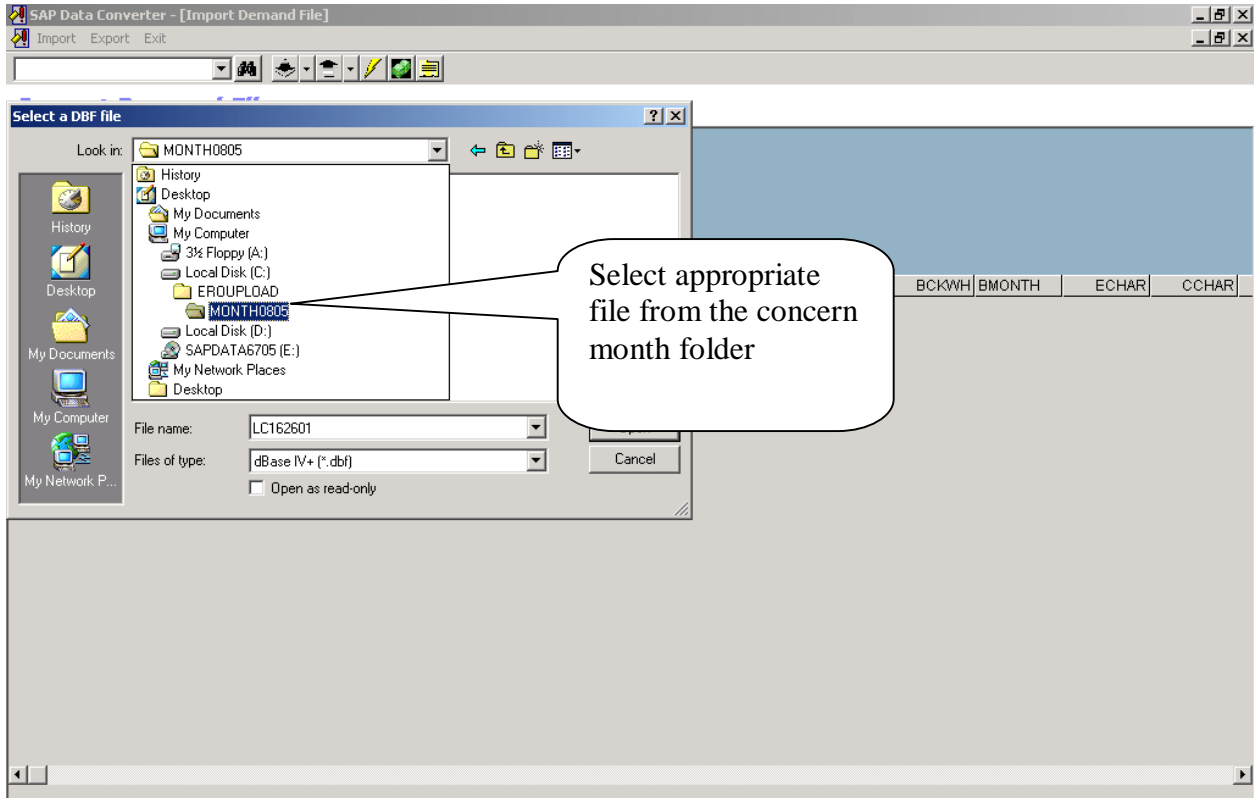 SAP Data Converter - [Import Demand File]
Import Export Exit
Select a DBF file
Look in: MONTH0805
History
Desktop
My Documents
My Computer
3½ Floppy (A:)
Local Disk (C:)
EROUPLOAD
MONTH0805
Local Disk (D:)
SAPDATA6705 (E:)
My Network Places
Desktop
History
Desktop
My Documents
My Computer
My Network P...
File name: LC162601
Files of type: dBase IV+ (*.dbf)
Cancel
Open as read-only
Select appropriate
file from the concern
month folder
BCKWH BMONTH ECHAR CCHAR